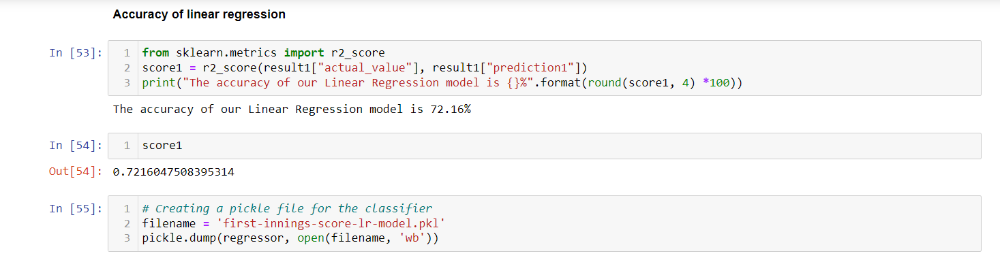 Accuracy of linear regression
In [53]:
1 from sklearn.metrics import r2_score
2 score1 = r2_score(result1["actual_value"], result1["prediction1"])
3 print("The accuracy of our Linear Regression model is {}%".format(round(score1, 4) *100))
The accuracy of our Linear Regression model is 72.16%
In [54]:
1 score1
Out[54]: 0.7216047508395314
In [55]:
1 # Creating a pickle file for the classifier
2 filename = 'first-innings-score-lr-model.pkl'
3 pickle.dump(regressor, open(filename, 'wb'))